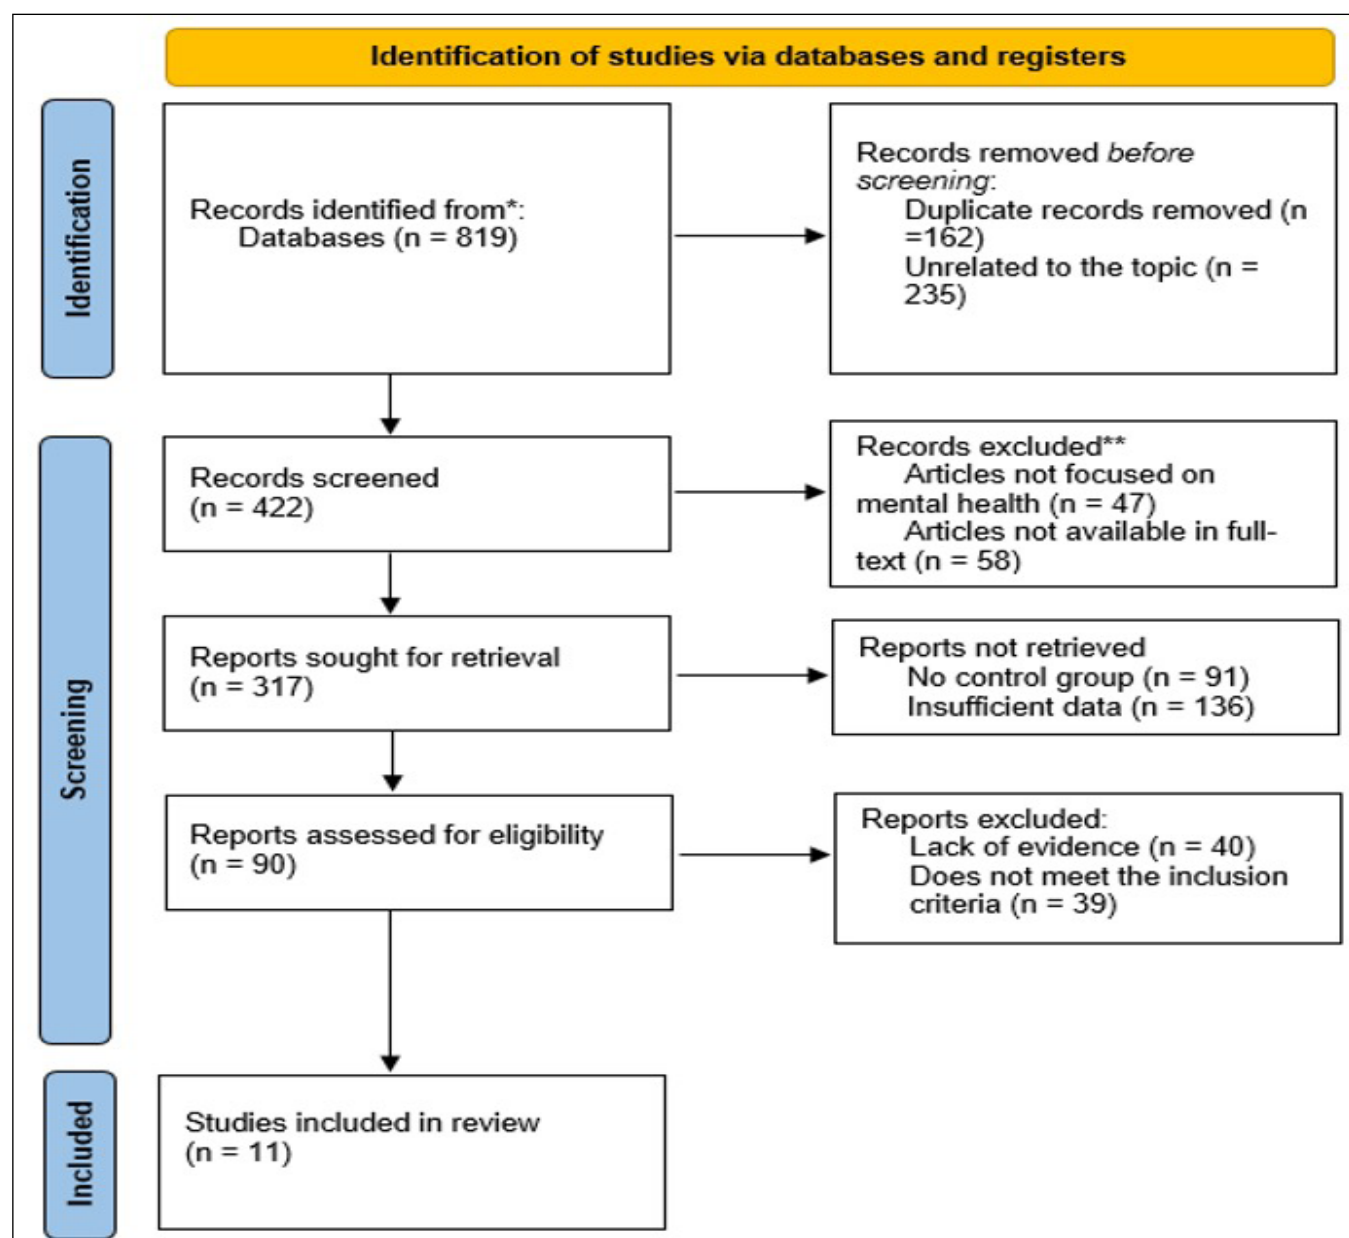 Identification of studies via databases and registers
Identification
Records identified from*:
Databases (n = 819)
Records removed before
screening:
Duplicate records removed (n
=162)
Unrelated to the topic (n =
235)
Screening
Records screened
(n = 422)
Records excluded**
Articles not focused on
mental health (n = 47)
Articles not available in full-
text (n = 58)
Reports sought for retrieval
(n = 317)
Reports not retrieved
No control group (n = 91)
Insufficient data (n = 136)
Reports assessed for eligibility
(n = 90)
Reports excluded:
Lack of evidence (n = 40)
Does not meet the inclusion
criteria (n = 39)
Included
Studies included in review
(n = 11)